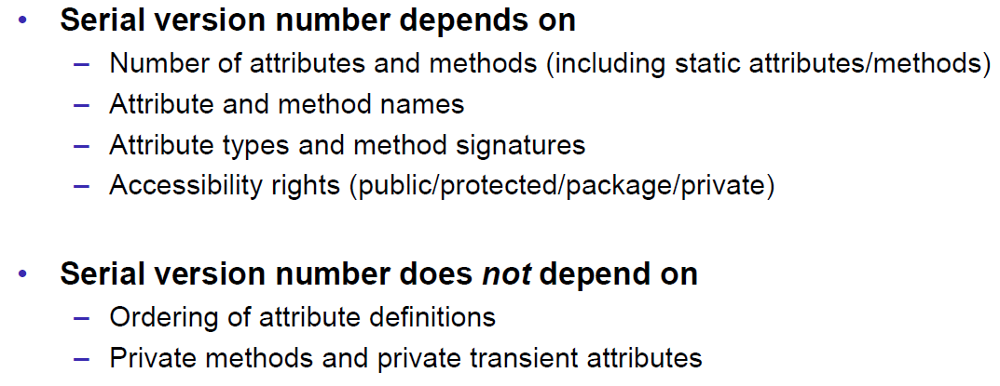 • Serial version number depends on
– Number of attributes and methods (including static attributes/methods)
– Attribute and method names
– Attribute types and method signatures
– Accessibility rights (public/protected/package/private)
• Serial version number does not depend on
– Ordering of attribute definitions
– Private methods and private transient attributes